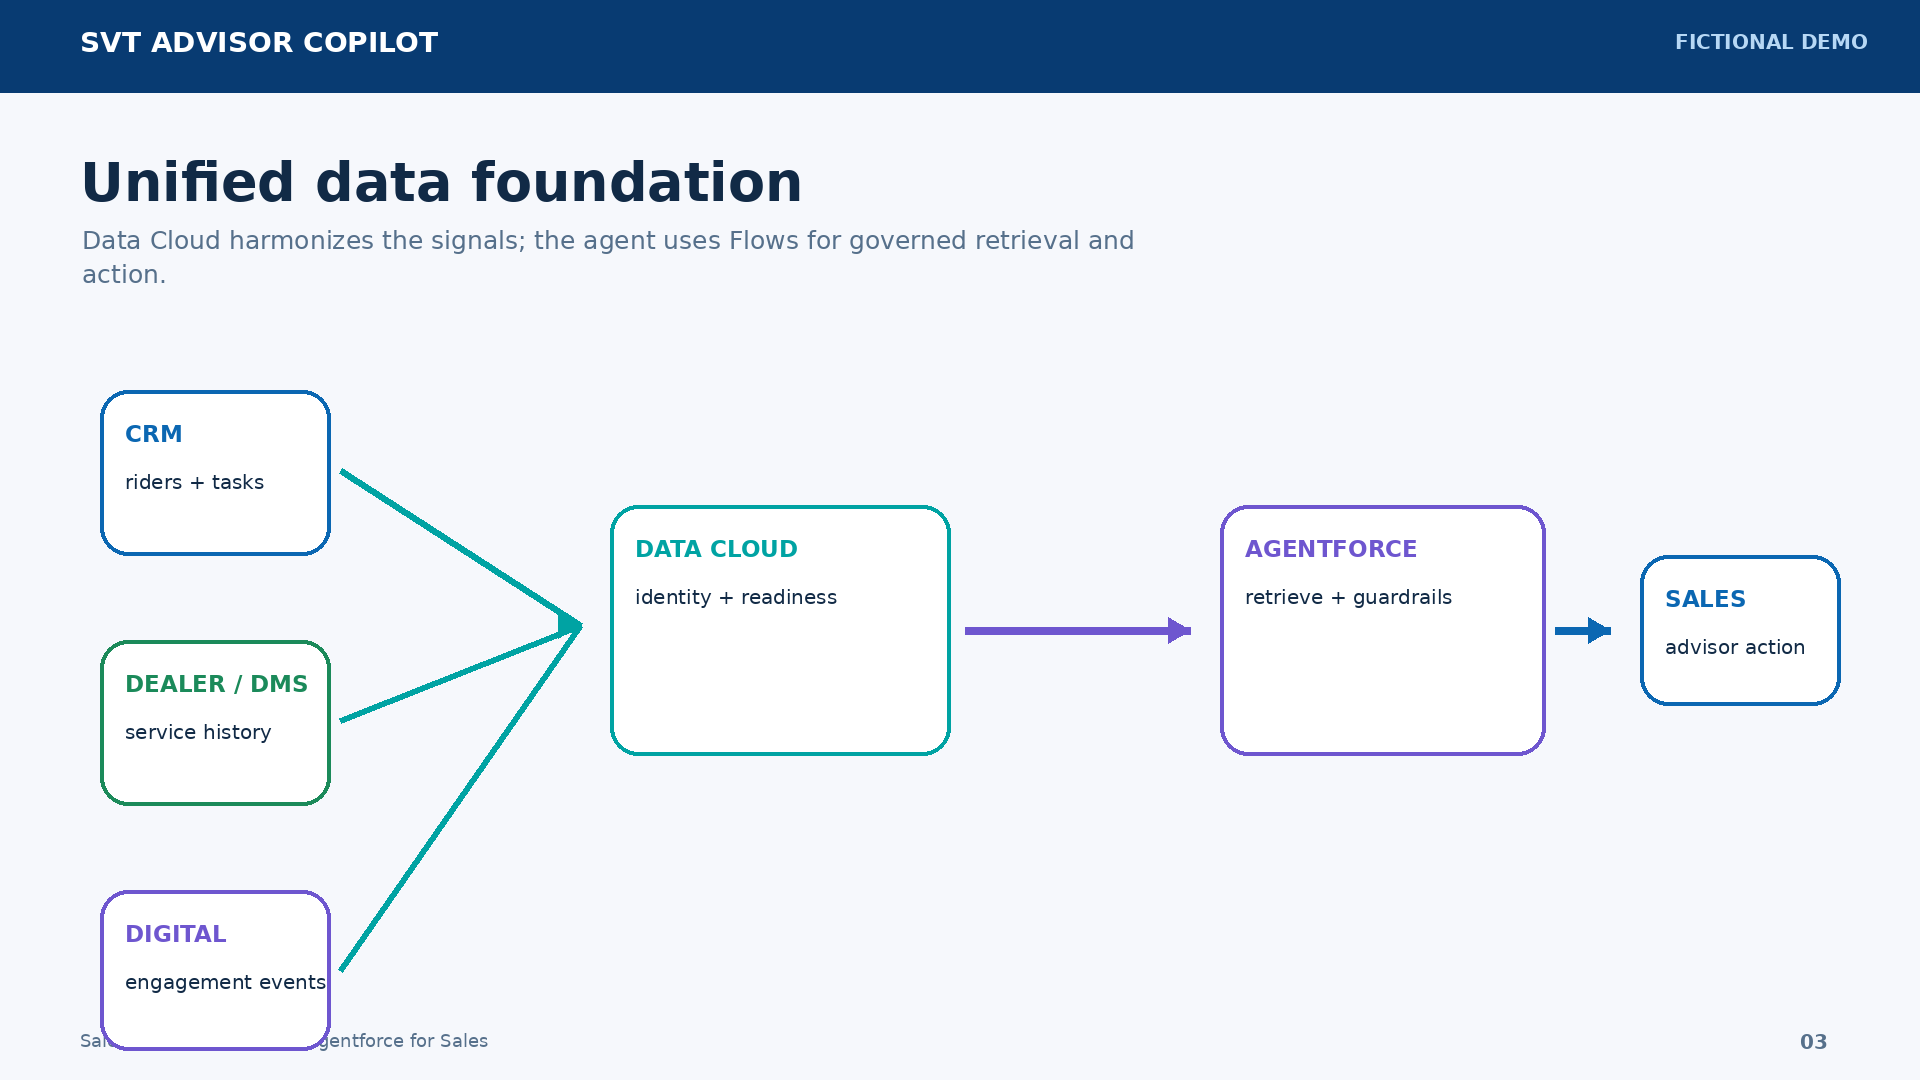 SVT ADVISOR COPILOT
FICTIONAL DEMO
Unified data foundation
Data Cloud harmonizes the signals; the agent uses Flows for governed retrieval and
action.
CRM
riders + tasks
DEALER / DMS
service history
DIGITAL
engagement events
DATA CLOUD
identity + readiness
AGENTFORCE
retrieve + guardrails
SALES
advisor action
for Sales
03